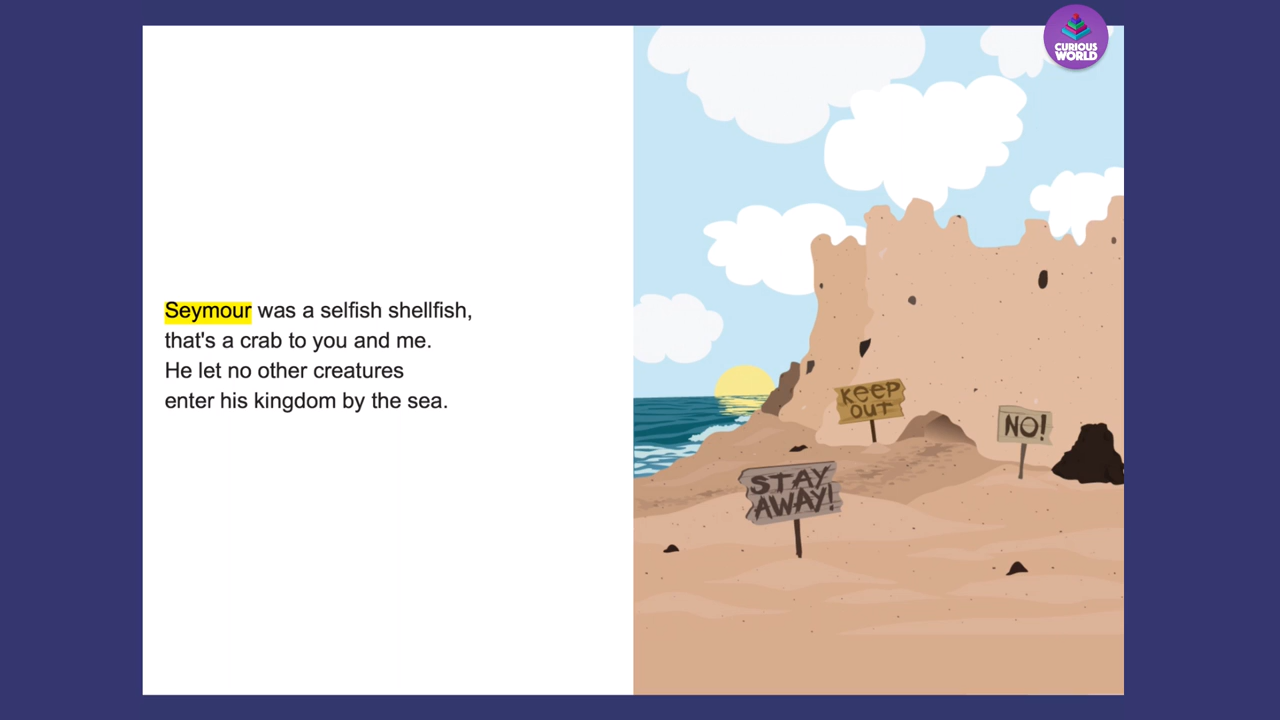 CURIOUS
WORLD
Seymour was a selfish shellfish,
that's a crab to you and me.
He let no other creatures
enter his kingdom by the sea.
KEEP
OUT
NO!
STAY
AWAY!